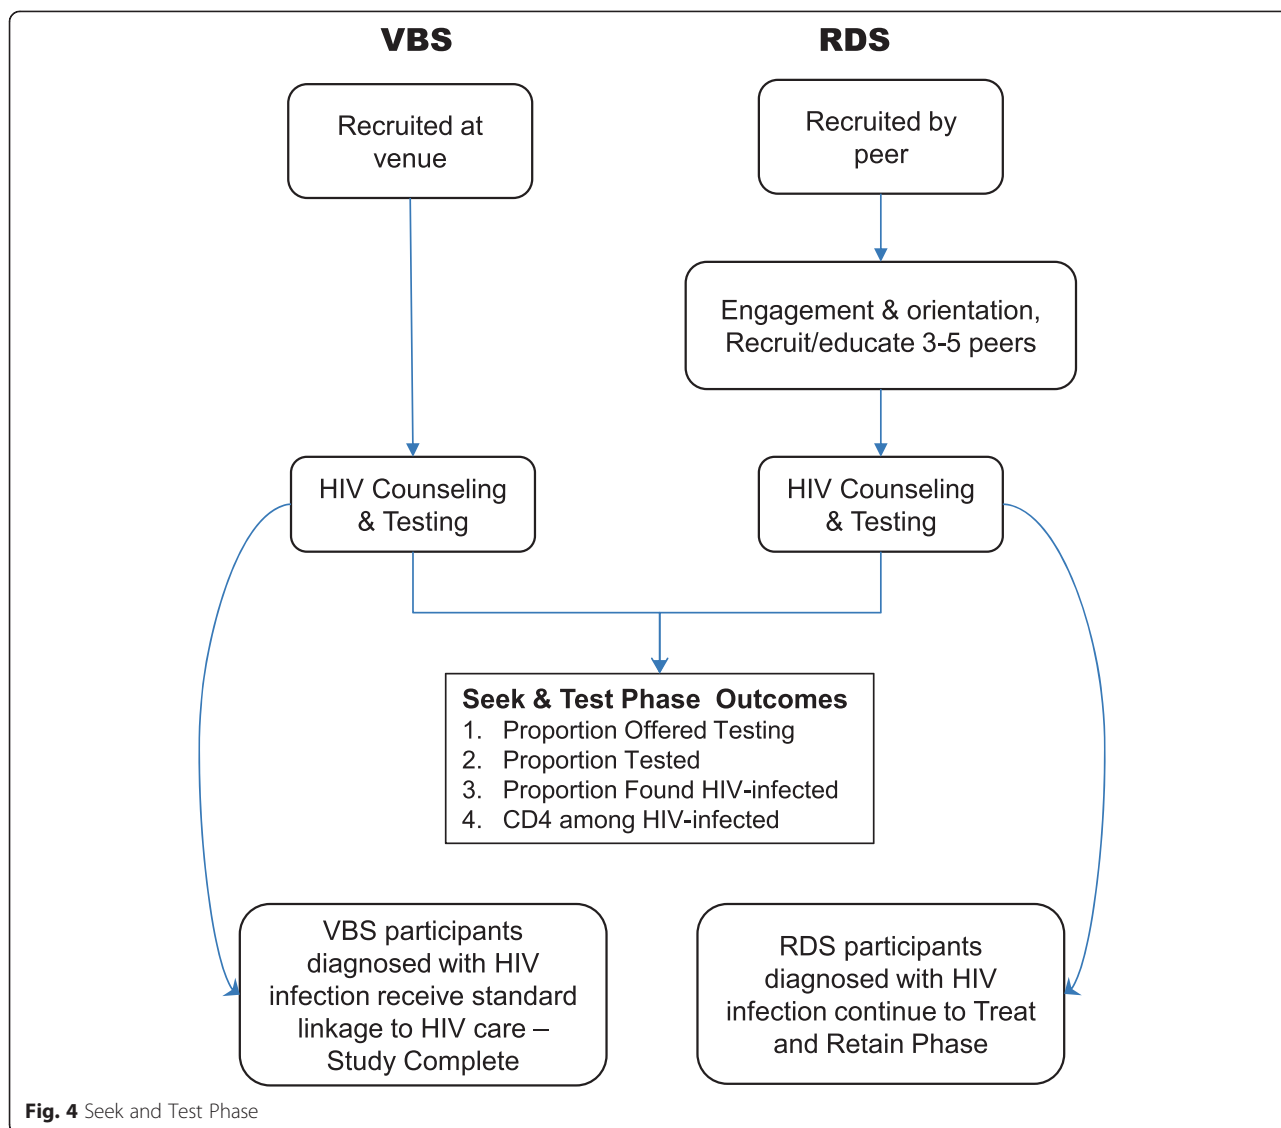 VBS
RDS
Recruited at
venue
Recruited by
peer
Engagement & orientation,
Recruit/educate 3-5 peers
HIV Counseling
& Testing
HIV Counseling
& Testing
Seek & Test Phase  Outcomes
1. Proportion Offered Testing
2. Proportion Tested
3. Proportion Found HIV-infected
4. CD4 among HIV-infected
VBS participants
diagnosed with HIV
infection receive standard
linkage to HIV care –
Study Complete
RDS participants
diagnosed with HIV
infection continue to Treat
and Retain Phase
Fig. 4 Seek and Test Phase